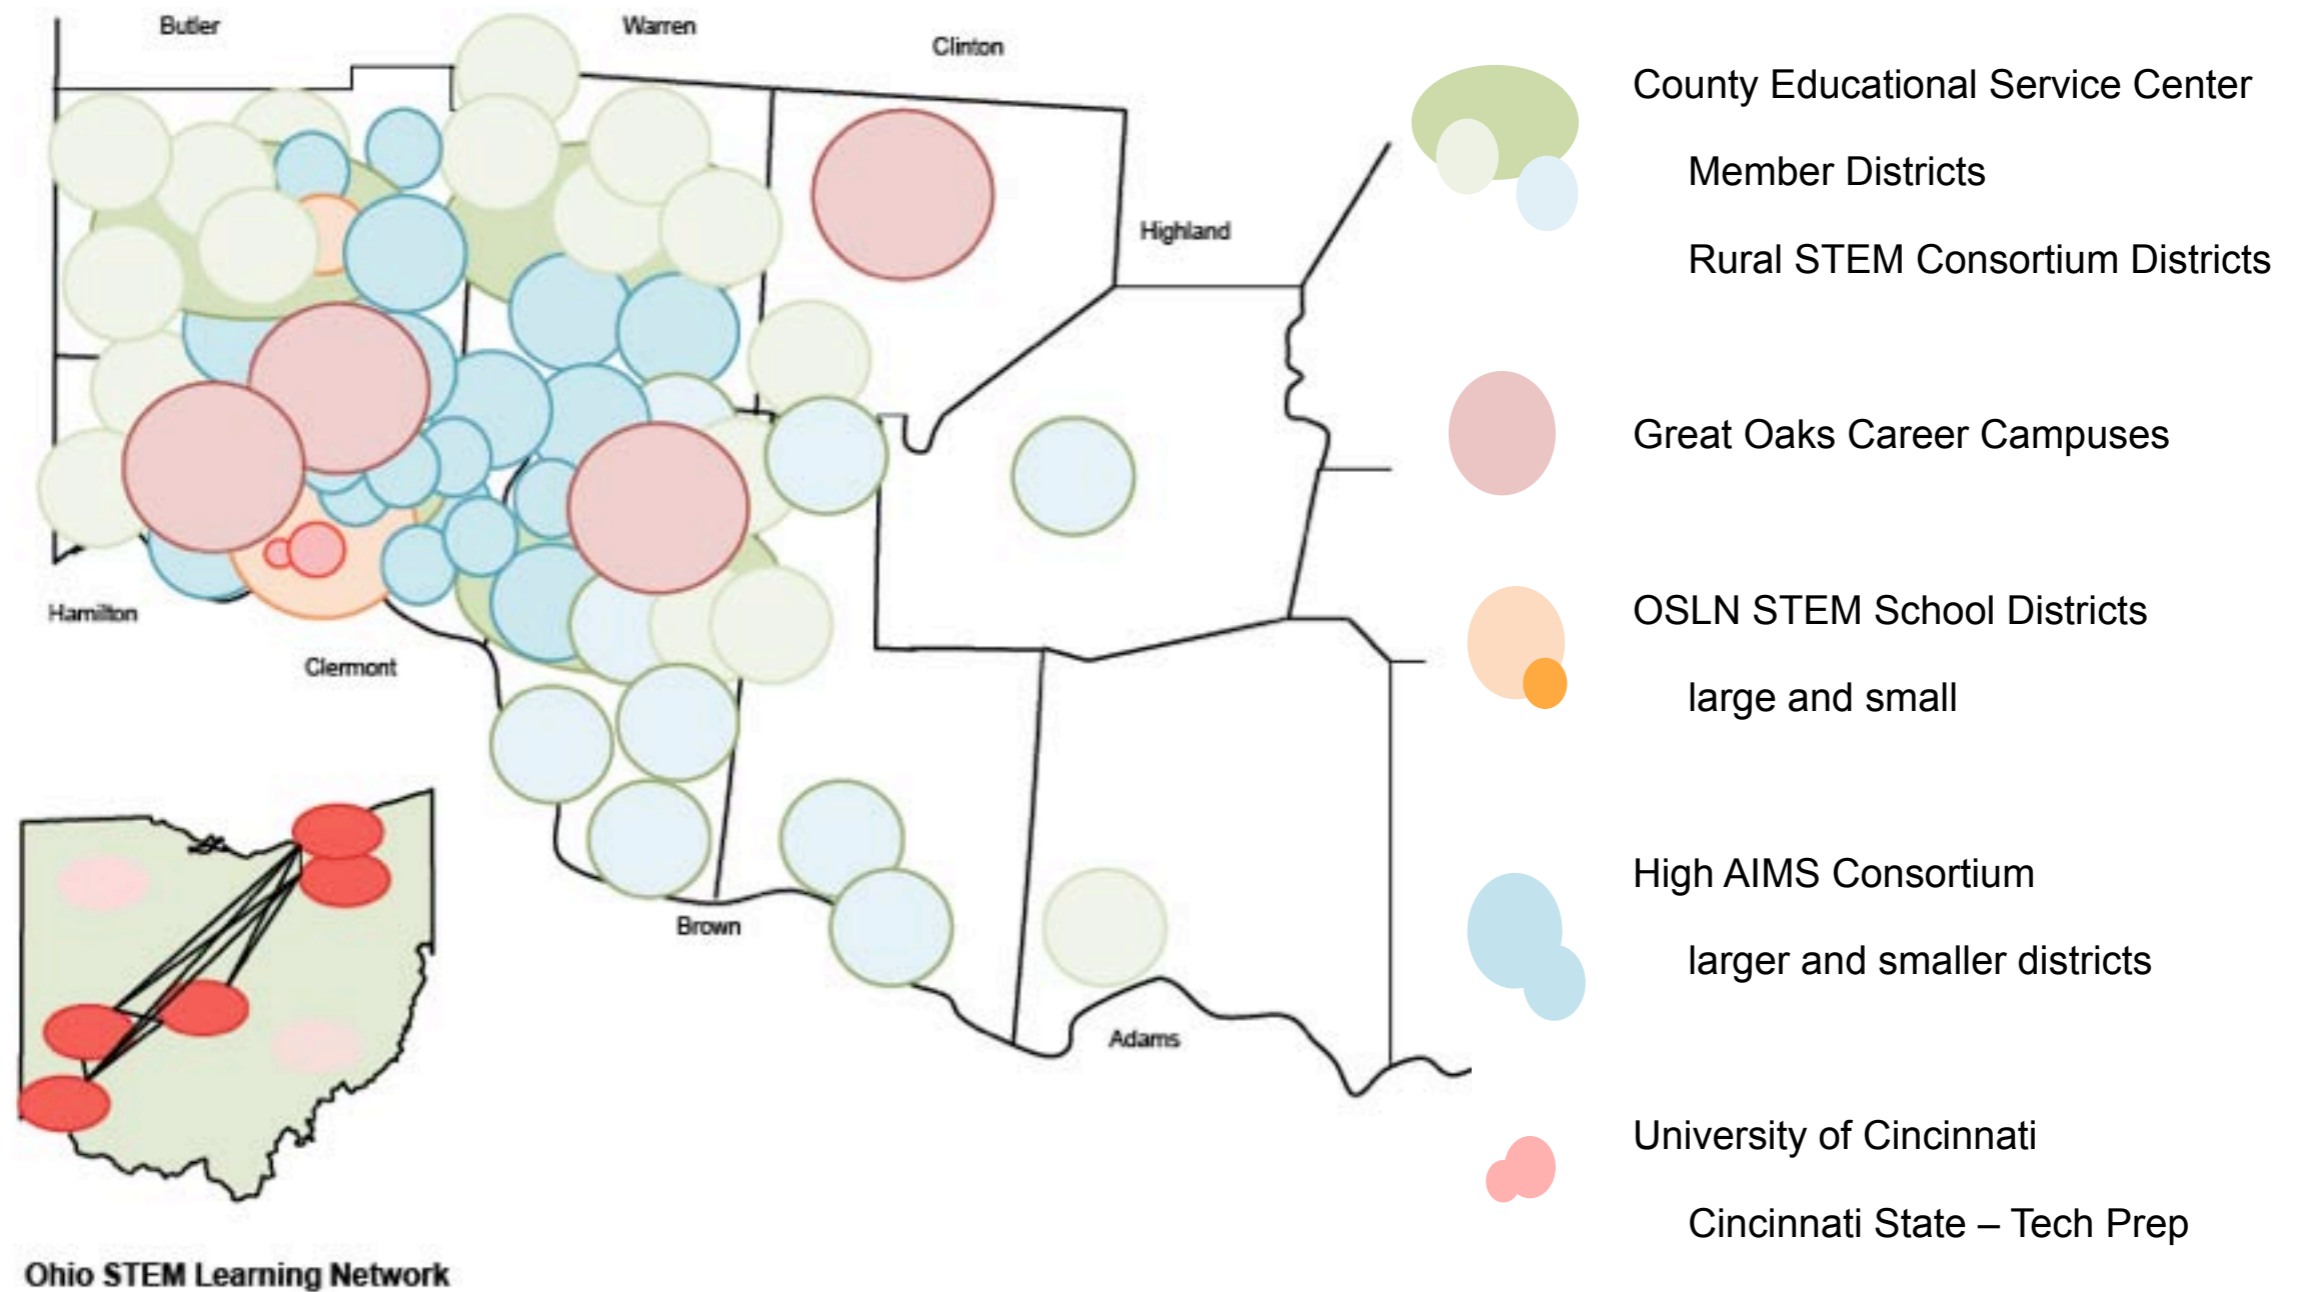 Butler
Warren
Clinton
Highland
Hamilton
Clermont
Brown
Adams
Ohio STEM Learning Network
County Educational Service Center
Member Districts
Rural STEM Consortium Districts
Great Oaks Career Campuses
OSLN STEM School Districts
large and small
High AIMS Consortium
larger and smaller districts
University of Cincinnati
Cincinnati State – Tech Prep